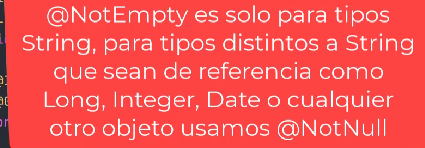 @NotEmpty es solo para tipos
String, para tipos distintos a String
que sean de referencia como
Long, Integer, Date o cualquier
otro objeto usamos @NotNull